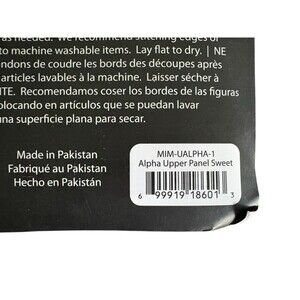 as needed. We recommend stitching edges of
to machine washable items. Lay flat to dry. | NE
andons de coudre les bords des découpes après
articles lavables à la machine. Laisser sécher à
ITE. Recomendamos coser los bordes de las figuras
olocando en artículos que se puedan lavar
una superficie plana para secar.
Made in Pakistan
Fabriqué au Pakistan
Hecho en Pakistán
MIM-UALPHA-1
Alpha Upper Panel Sweet
6 99919 18601 3